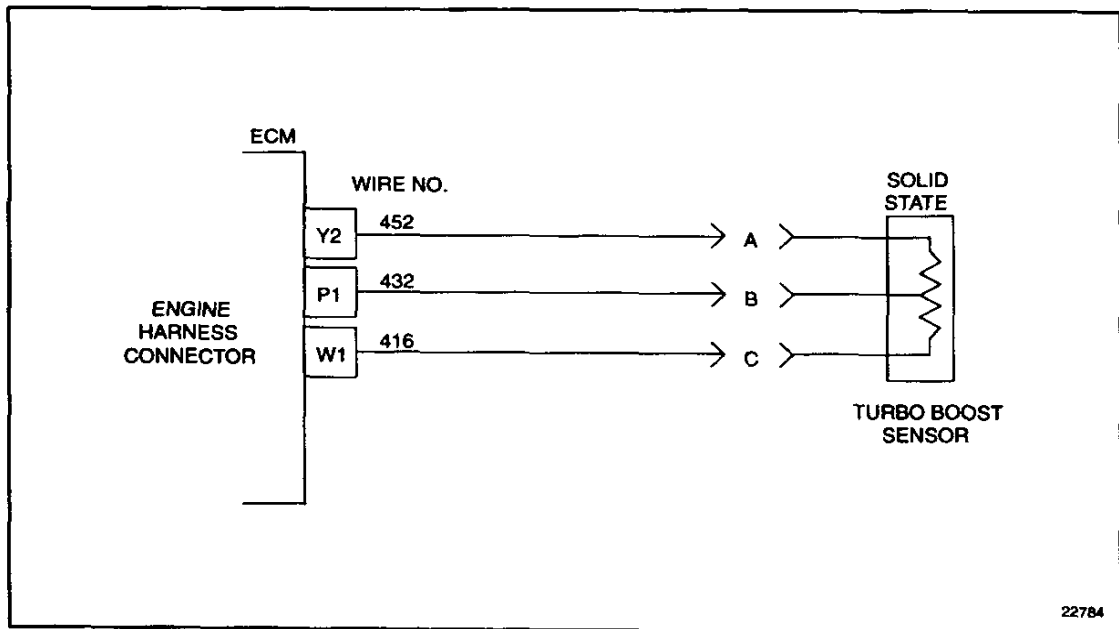 ECM
WIRE NO.
SOLID
STATE
Y2 452 A
P1 432 B
W1 416 C
ENGINE
HARNESS
CONNECTOR
TURBO BOOST
SENSOR
22784